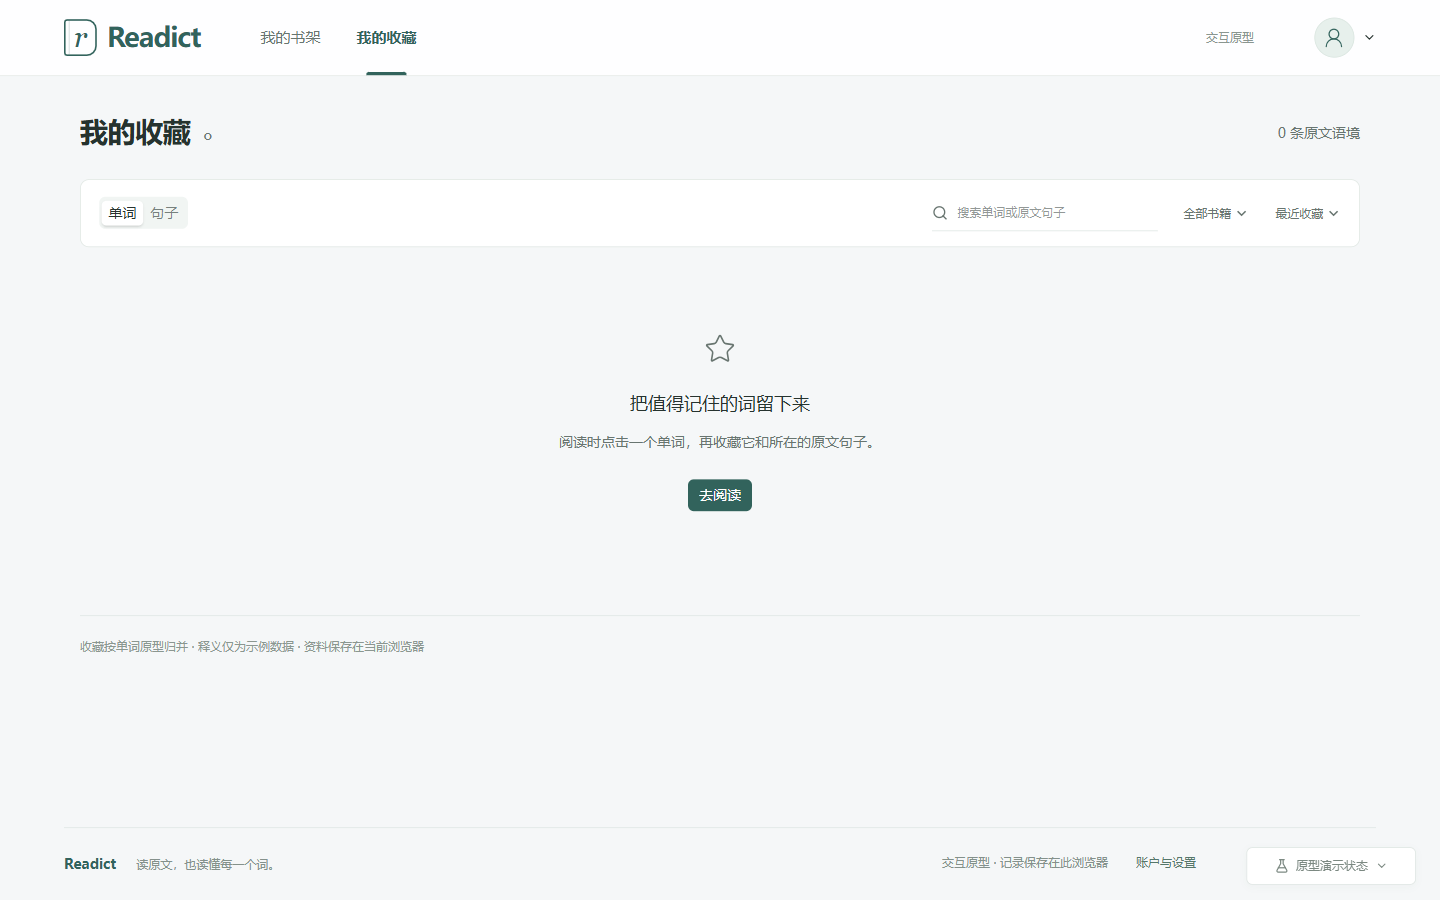 r Readict 我的书架 我的收藏 交互原型
我的收藏 0
0 条原文语境
单词 句子 搜索单词或原文句子 全部书籍 最近收藏
把值得记住的词留下来
阅读时点击一个单词，再收藏它和所在的原文句子。
去阅读
收藏按单词原型归并 · 释义仅为示例数据 · 资料保存在当前浏览器
Readict 读原文，也读懂每一个词。 交互原型 · 记录保存在此浏览器 账户与设置 原型演示状态